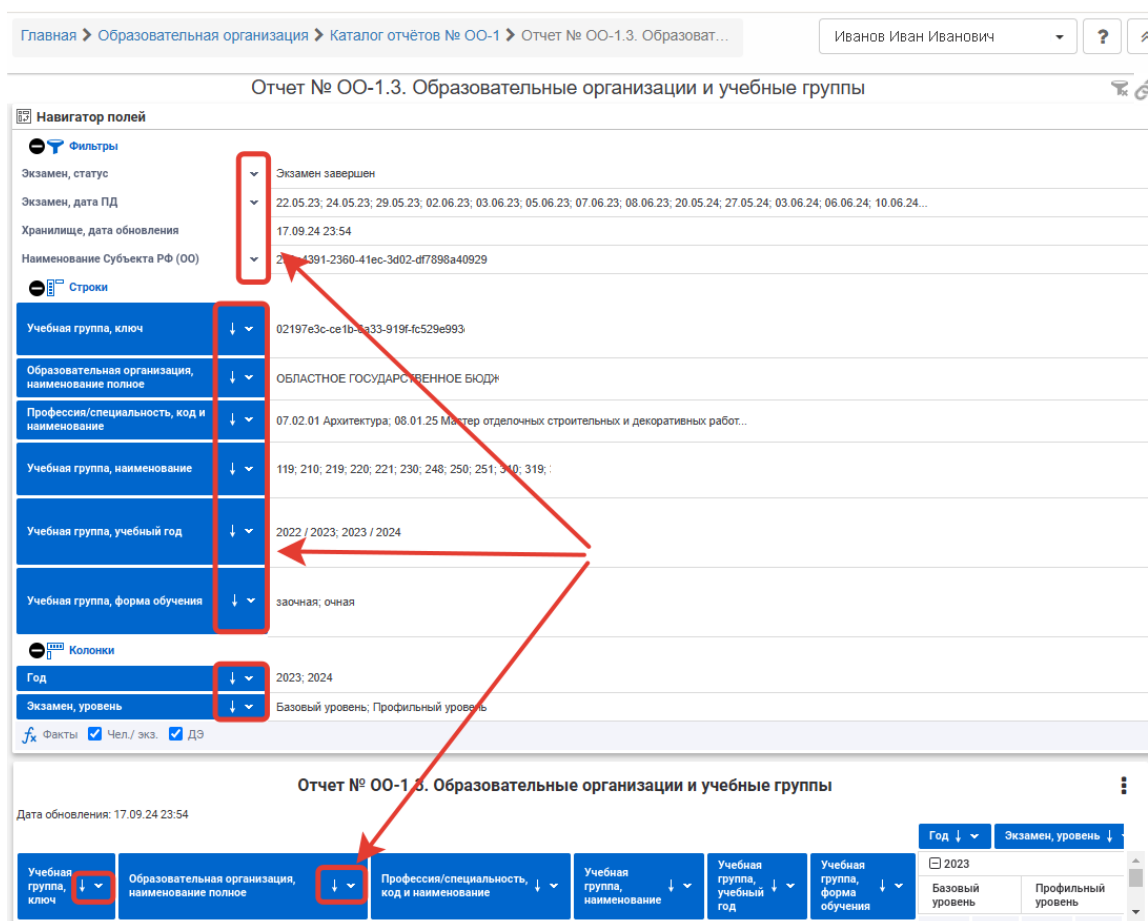 Главная > Образовательная организация > Каталог отчётов № ОО-1 > Отчет № ОО-1.3. Образоват...
Иванов Иван Иванович
?
Отчет № ОО-1.3. Образовательные организации и учебные группы
Навигатор полей
Фильтры
Экзамен, статус
Экзамен завершен
Экзамен, дата ПД
22.05.23; 24.05.23; 29.05.23; 02.06.23; 03.06.23; 05.06.23; 07.06.23; 08.06.23; 20.05.24; 27.05.24; 03.06.24; 06.06.24; 10.06.24...
Хранилище, дата обновления
17.09.24 23:54
Наименование Субъекта РФ (ОО)
4391-2360-41ec-3d02-df7898a40929
Строки
Учебная группа, ключ
02197e3c-ce1b-6a33-919f-fc529e993
Образовательная организация,
наименование полное
ОБЛАСТНОЕ ГОСУДАРСТВЕННОЕ БЮДЖ
Профессия/специальность, код и
наименование
07.02.01 Архитектура; 08.01.25 Мастер отделочных строительных и декоративных работ...
Учебная группа, наименование
119; 210; 219; 220; 221; 230; 248; 250; 251; 310; 319;
Учебная группа, учебный год
2022 / 2023; 2023 / 2024
Учебная группа, форма обучения
заочная; очная
Колонки
Год
2023; 2024
Экзамен, уровень
Базовый уровень; Профильный уровень
fx Факты Чел./ экз. ДЭ
Отчет № ОО-1.3. Образовательные организации и учебные группы
Дата обновления: 17.09.24 23:54
Год
Экзамен, уровень
Учебная
группа,
ключ
Образовательная организация,
наименование полное
Профессия/специальность,
код и наименование
Учебная
группа,
наименование
Учебная
группа,
учебный
год
Учебная
группа,
форма
обучения
2023
Базовый
уровень
Профильный
уровень